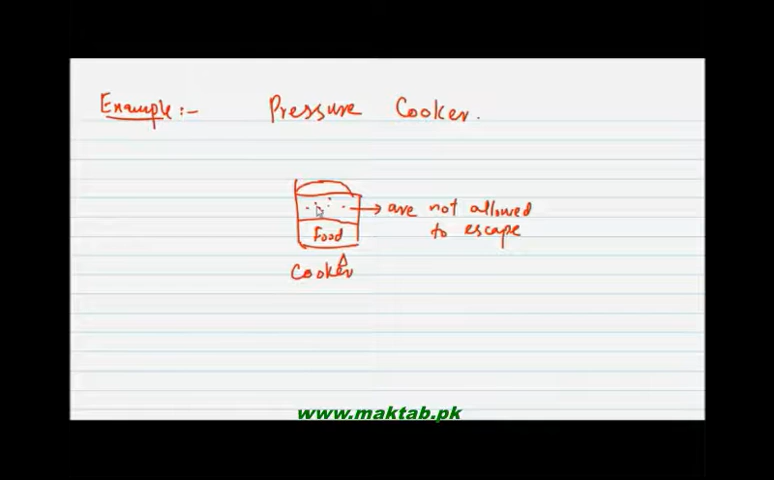 Example:- Pressure Cooker.
are not allowed
to escape
Food
Cooker
www.maktab.pk